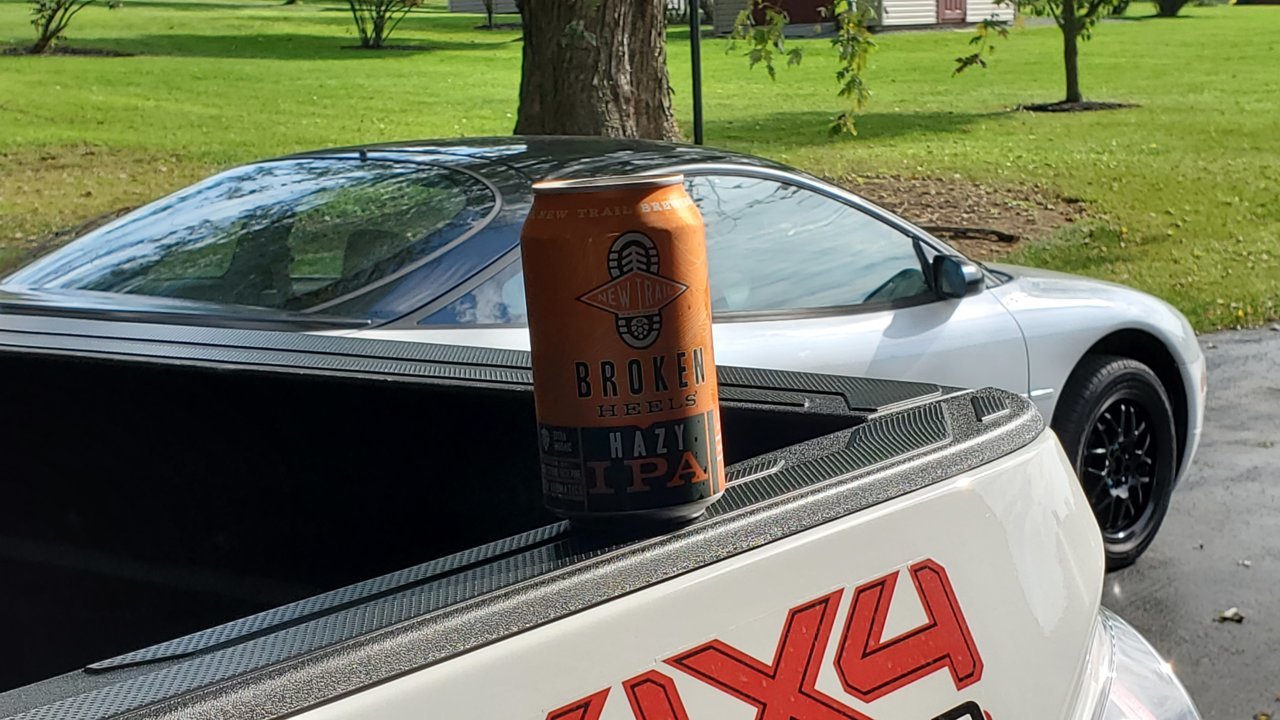 NEW TRAIL BREWING
NEW TRAIL
BROKEN
HEELS
HAZY
IPA
4X4